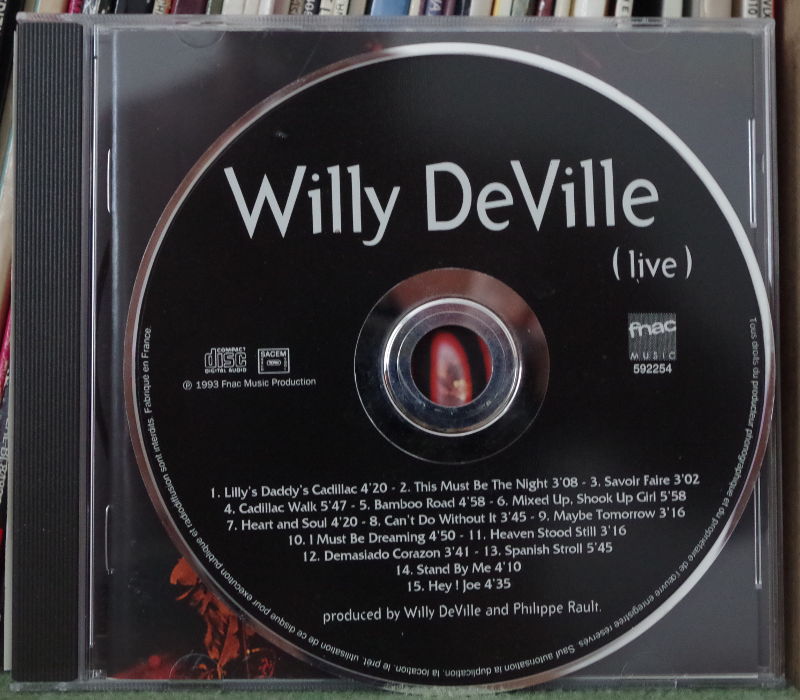 Willy DeVille
(live)
COMPACT
disc
DIGITAL AUDIO
SACEM
℗ 1993 Fnac Music Production
fnac
MUSIC
592254
1. Lilly's Daddy's Cadillac 4'20 - 2. This Must Be The Night 3'08 - 3. Savoir Faire 3'02
4. Cadillac Walk 5'47 - 5. Bamboo Road 4'58 - 6. Mixed Up, Shook Up Girl 5'58
7. Heart and Soul 4'20 - 8. Can't Do Without It 3'45 - 9. Maybe Tomorrow 3'16
10. I Must Be Dreaming 4'50 - 11. Heaven Stood Still 3'16
12. Demasiado Corazon 3'41 - 13. Spanish Stroll 5'45
14. Stand By Me 4'10
15. Hey ! Joe 4'35
produced by Willy DeVille and Philippe Rault.
Tous droits du producteur phonographique et du propriétaire de l'œuvre enregistrée réservés. Sauf autorisation la duplication, la location, le prêt, utilisation de ce disque pour exécution publique et radiodiffusion sont interdits. Fabriqué en France.